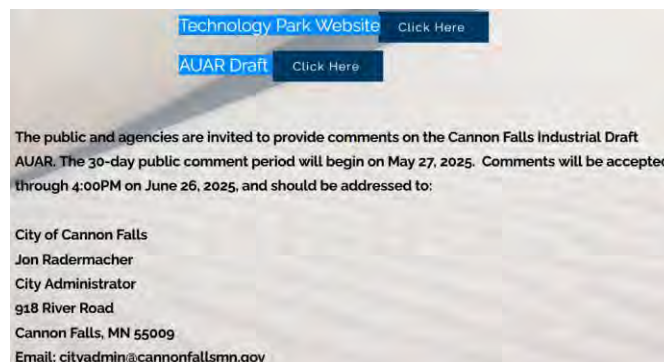 Technology Park Website Click Here
AUAR Draft Click Here
The public and agencies are invited to provide comments on the Cannon Falls Industrial Draft
AUAR. The 30-day public comment period will begin on May 27, 2025. Comments will be accepted
through 4:00PM on June 26, 2025, and should be addressed to:
City of Cannon Falls
Jon Radermacher
City Administrator
918 River Road
Cannon Falls, MN 55009
Email: cityadmin@cannonfallsmn.gov